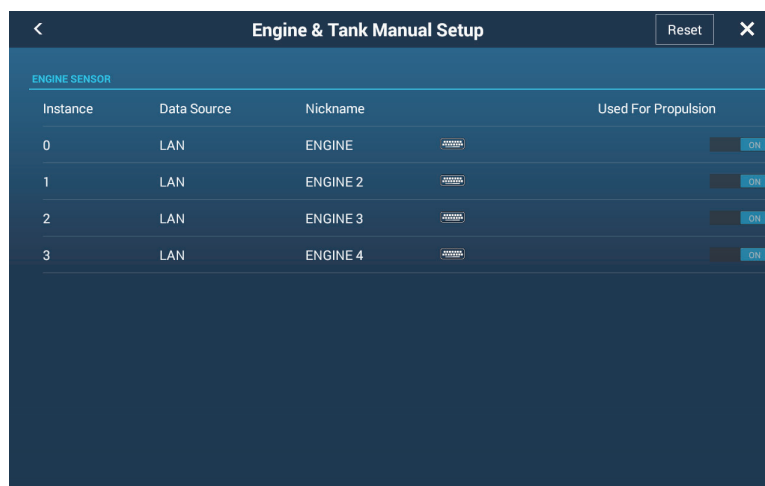 Engine & Tank Manual Setup Reset
ENGINE SENSOR
Instance Data Source Nickname Used For Propulsion
0 LAN ENGINE ON
1 LAN ENGINE 2 ON
2 LAN ENGINE 3 ON
3 LAN ENGINE 4 ON